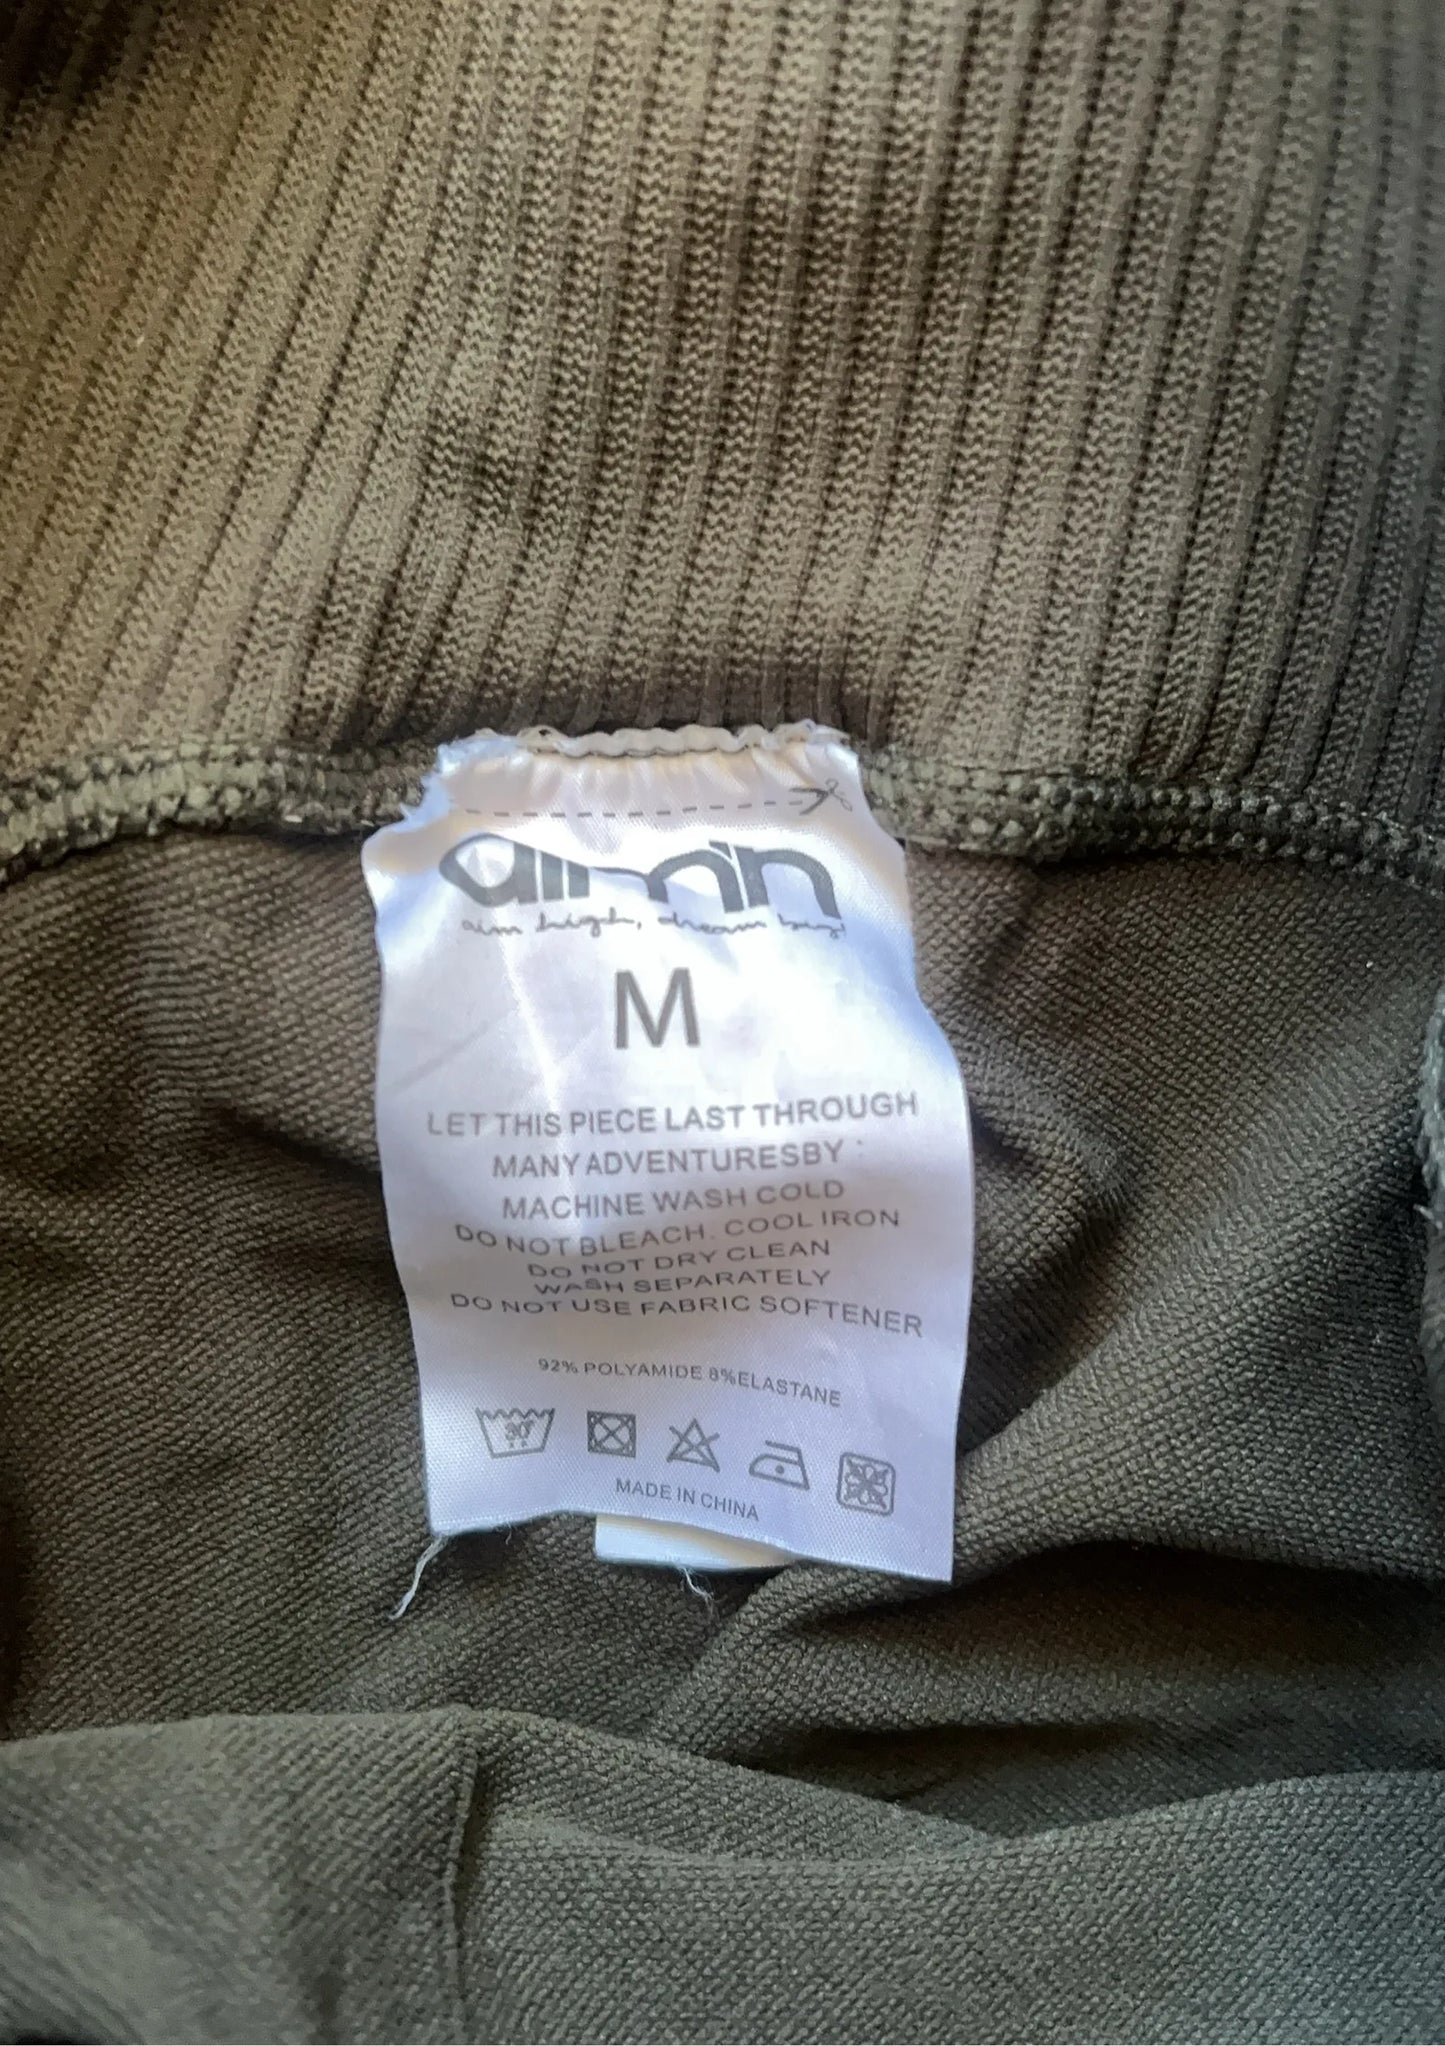 aim'n
aim high, dream big!
M
LET THIS PIECE LAST THROUGH
MANY ADVENTURESBY :
MACHINE WASH COLD
DO NOT BLEACH. COOL IRON
DO NOT DRY CLEAN
WASH SEPARATELY
DO NOT USE FABRIC SOFTENER
92% POLYAMIDE 8%ELASTANE
30°
MADE IN CHINA